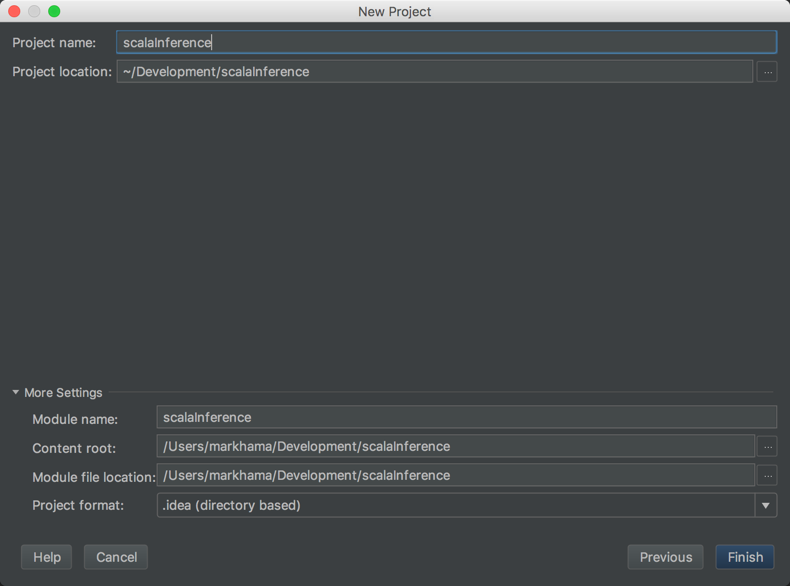 New Project
Project name: scalaInference
Project location: ~/Development/scalaInference ...
More Settings
Module name: scalaInference
Content root: /Users/markhama/Development/scalaInference ...
Module file location: /Users/markhama/Development/scalaInference ...
Project format: .idea (directory based)
Help Cancel Previous Finish